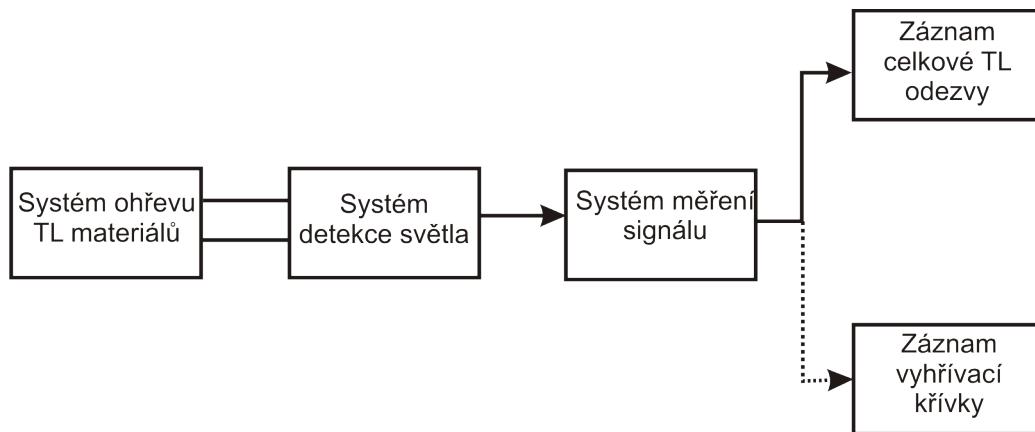 Systém ohřevu
TL materiálů
Systém
detekce světla
Systém měření
signálu
Záznam
celkové TL
odezvy
Záznam
vyhřívací
křívky